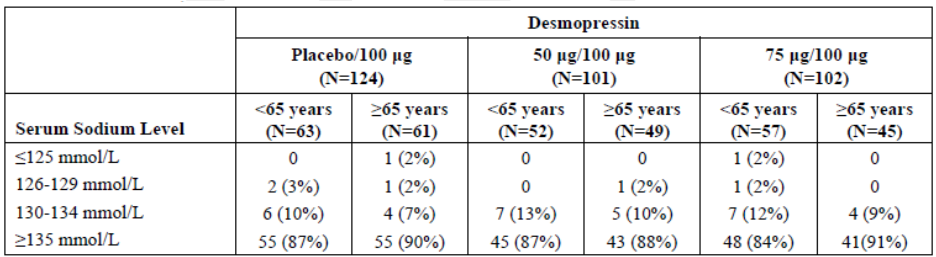 Desmopressin
Placebo/100 µg (N=124) 50 µg/100 µg (N=101) 75 µg/100 µg (N=102)
Serum Sodium Level <65 years (N=63) ≥65 years (N=61) <65 years (N=52) ≥65 years (N=49) <65 years (N=57) ≥65 years (N=45)
≤125 mmol/L 0 1 (2%) 0 0 1 (2%) 0
126-129 mmol/L 2 (3%) 1 (2%) 0 1 (2%) 1 (2%) 0
130-134 mmol/L 6 (10%) 4 (7%) 7 (13%) 5 (10%) 7 (12%) 4 (9%)
≥135 mmol/L 55 (87%) 55 (90%) 45 (87%) 43 (88%) 48 (84%) 41(91%)